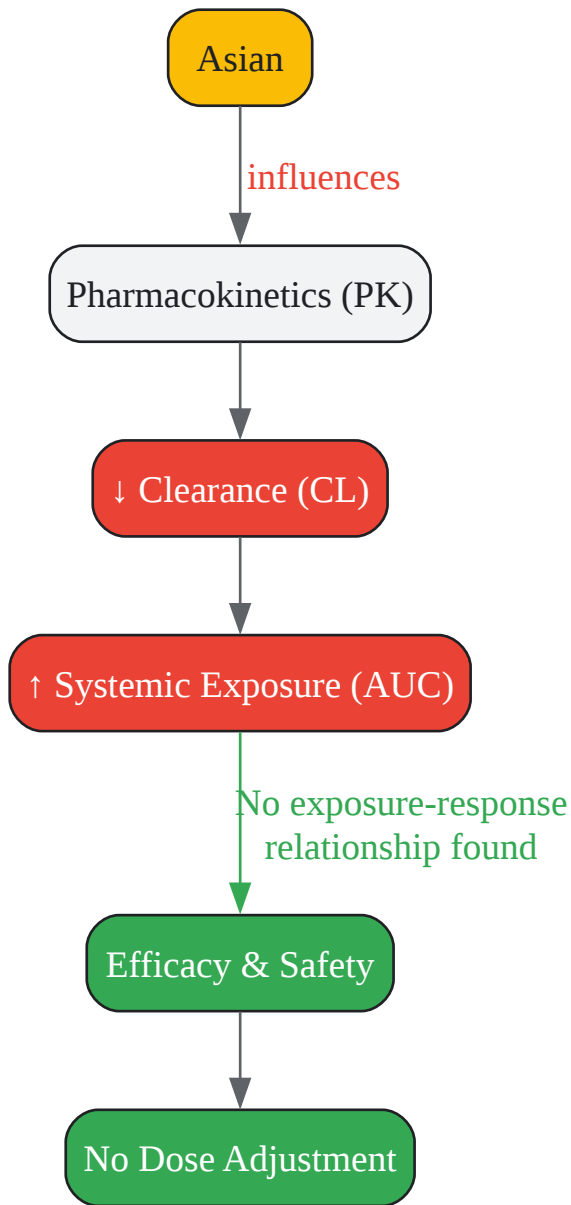 Asian
influences
Pharmacokinetics (PK)
↓ Clearance (CL)
↑ Systemic Exposure (AUC)
No exposure-response
relationship found
Efficacy & Safety
No Dose Adjustment